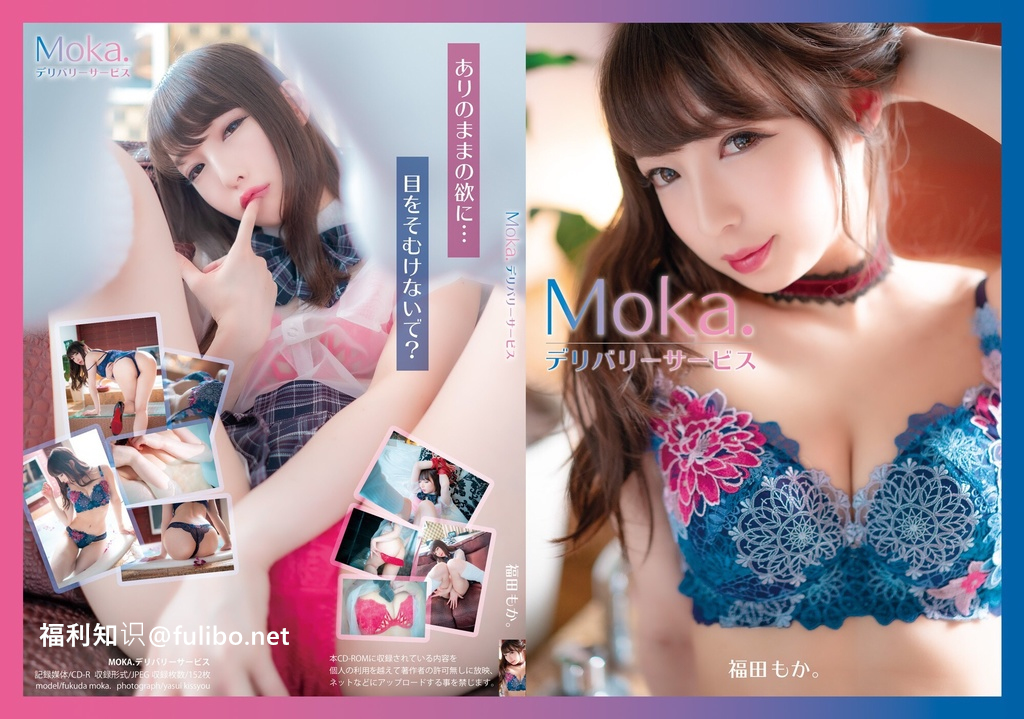 Moka.
デリバリーサービス
ありのままの欲に…
目をそむけないで？
福利知识@fulibo.net
MOKA.デリバリーサービス
記録媒体/CD-R 収録形式/JPEG 収録枚数/152枚
model/fukuda moka. photograph/yasui kissyou
本CD-ROMに収録されている内容を
個人の利用を越えて著作者の許可無しに放映、
ネットなどにアップロードする事を禁じます。
Moka.デリバリーサービス
福田もか。
Moka.
デリバリーサービス
福田もか。